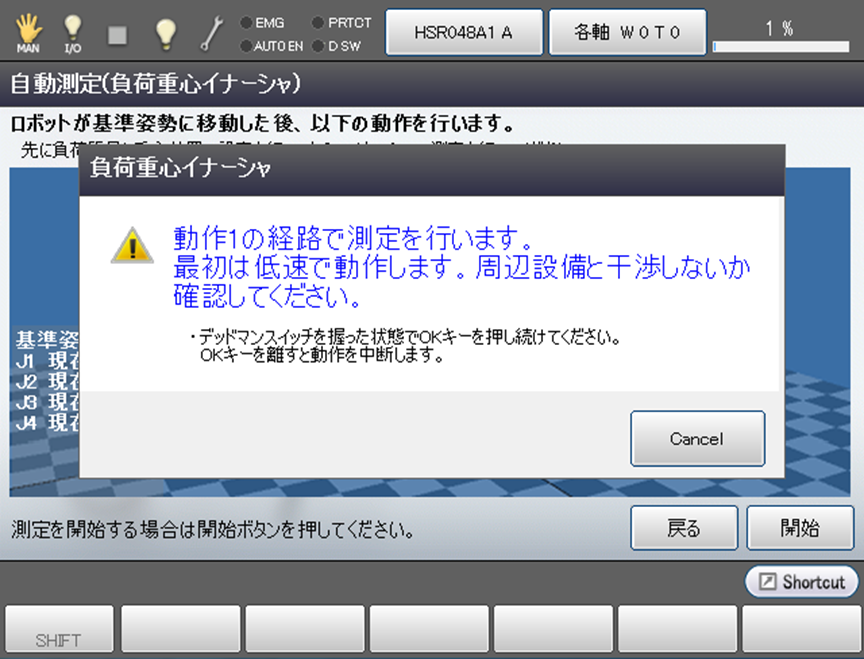 MAN
I/O
EMG
PRTCT
AUTO EN
D SW
HSR048A1 A
各軸 W0T0
1 %
自動測定(負荷重心イナーシャ)
ロボットが基準姿勢に移動した後、以下の動作を行います。
先に負荷
負荷重心イナーシャ
動作1の経路で測定を行います。
最初は低速で動作します。周辺設備と干渉しないか
確認してください。
・デッドマンスイッチを握った状態でOKキーを押し続けてください。
OKキーを離すと動作を中断します。
基準姿
J1 現在
J2 現在
J3 現在
J4 現在
Cancel
測定を開始する場合は開始ボタンを押してください。
戻る
開始
Shortcut
SHIFT